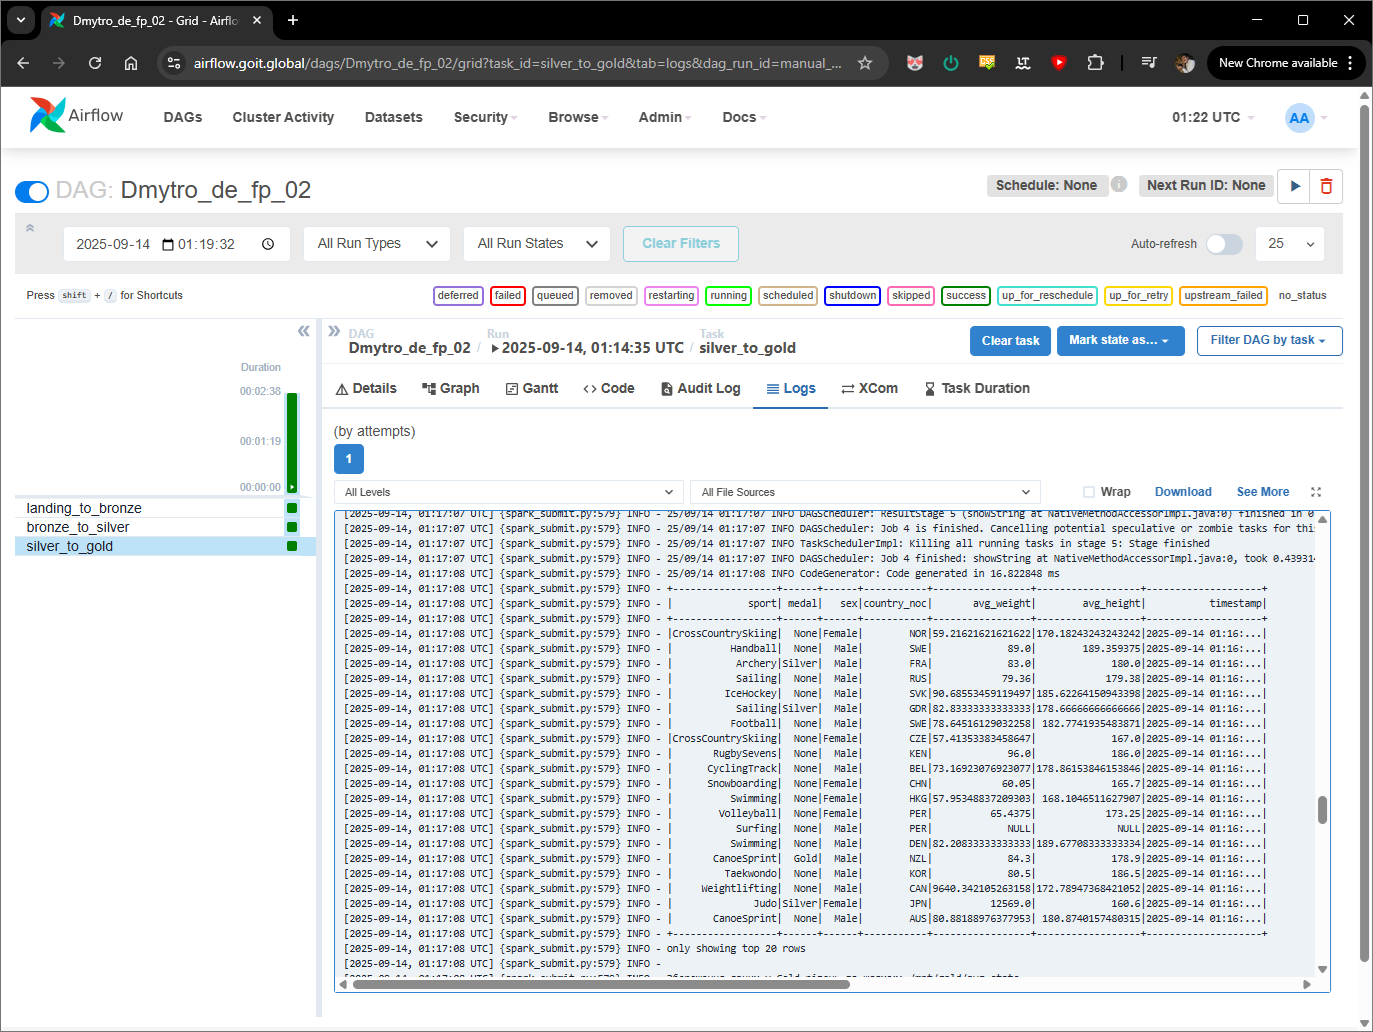 Dmytro_de_fp_02 - Grid - Airflo
airflow.goit.global/dags/Dmytro_de_fp_02/grid?task_id=silver_to_gold&tab=logs&dag_run_id=manual_...
New Chrome available
Airflow
DAGs
Cluster Activity
Datasets
Security
Browse
Admin
Docs
01:22 UTC
AA
DAG: Dmytro_de_fp_02
Schedule: None
Next Run ID: None
2025-09-14 01:19:32
All Run Types
All Run States
Clear Filters
Auto-refresh
25
Press shift + / for Shortcuts
deferred failed queued removed restarting running scheduled shutdown skipped success up_for_reschedule up_for_retry upstream_failed no_status
Duration
00:02:38
00:01:19
00:00:00
landing_to_bronze
bronze_to_silver
silver_to_gold
DAG
Dmytro_de_fp_02 /
Run
2025-09-14, 01:14:35 UTC /
Task
silver_to_gold
Clear task
Mark state as...
Filter DAG by task
Details
Graph
Gantt
Code
Audit Log
Logs
XCom
Task Duration
(by attempts)
1
All Levels
All File Sources
Wrap
Download
See More
[2025-09-14, 01:17:07 UTC] {spark_submit.py:579} INFO - 25/09/14 01:17:07 INFO DAGScheduler: ResultStage 5 (showString at NativeMethodAccessorImpl.java:0) finished in 0
[2025-09-14, 01:17:07 UTC] {spark_submit.py:579} INFO - 25/09/14 01:17:07 INFO DAGScheduler: Job 4 is finished. Cancelling potential speculative or zombie tasks for thi
[2025-09-14, 01:17:07 UTC] {spark_submit.py:579} INFO - 25/09/14 01:17:07 INFO TaskSchedulerImpl: Killing all running tasks in stage 5: Stage finished
[2025-09-14, 01:17:07 UTC] {spark_submit.py:579} INFO - 25/09/14 01:17:07 INFO DAGScheduler: Job 4 finished: showString at NativeMethodAccessorImpl.java:0, took 0.43931
[2025-09-14, 01:17:08 UTC] {spark_submit.py:579} INFO - 25/09/14 01:17:08 INFO CodeGenerator: Code generated in 16.822848 ms
[2025-09-14, 01:17:08 UTC] {spark_submit.py:579} INFO - +------------------+------+------+-----------+-----------------+------------------+--------------------+
[2025-09-14, 01:17:08 UTC] {spark_submit.py:579} INFO - | sport| medal| sex|country_noc| avg_weight| avg_height| timestamp|
[2025-09-14, 01:17:08 UTC] {spark_submit.py:579} INFO - +------------------+------+------+-----------+-----------------+------------------+--------------------+
[2025-09-14, 01:17:08 UTC] {spark_submit.py:579} INFO - |CrossCountrySkiing| None|Female| NOR|59.21621621621622|170.18243243243242|2025-09-14 01:16:...|
[2025-09-14, 01:17:08 UTC] {spark_submit.py:579} INFO - | Handball| None| Male| SWE| 89.0| 189.359375|2025-09-14 01:16:...|
[2025-09-14, 01:17:08 UTC] {spark_submit.py:579} INFO - | Archery|Silver| Male| FRA| 83.0| 180.0|2025-09-14 01:16:...|
[2025-09-14, 01:17:08 UTC] {spark_submit.py:579} INFO - | Sailing| None| Male| RUS| 79.36| 179.38|2025-09-14 01:16:...|
[2025-09-14, 01:17:08 UTC] {spark_submit.py:579} INFO - | IceHockey| None| Male| SVK|90.68553459119497|185.62264150943398|2025-09-14 01:16:...|
[2025-09-14, 01:17:08 UTC] {spark_submit.py:579} INFO - | Sailing|Silver| Male| GDR|82.83333333333333|178.66666666666666|2025-09-14 01:16:...|
[2025-09-14, 01:17:08 UTC] {spark_submit.py:579} INFO - | Football| None| Male| SWE|78.64516129032258| 182.7741935483871|2025-09-14 01:16:...|
[2025-09-14, 01:17:08 UTC] {spark_submit.py:579} INFO - |CrossCountrySkiing| None|Female| CZE|57.41353383458647| 167.0|2025-09-14 01:16:...|
[2025-09-14, 01:17:08 UTC] {spark_submit.py:579} INFO - | RugbySevens| None| Male| KEN| 96.0| 186.0|2025-09-14 01:16:...|
[2025-09-14, 01:17:08 UTC] {spark_submit.py:579} INFO - | CyclingTrack| None| Male| BEL|73.16923076923077|178.86153846153846|2025-09-14 01:16:...|
[2025-09-14, 01:17:08 UTC] {spark_submit.py:579} INFO - | Snowboarding| None|Female| CHN| 60.05| 165.7|2025-09-14 01:16:...|
[2025-09-14, 01:17:08 UTC] {spark_submit.py:579} INFO - | Swimming| None|Female| HKG|57.95348837209303| 168.1046511627907|2025-09-14 01:16:...|
[2025-09-14, 01:17:08 UTC] {spark_submit.py:579} INFO - | Volleyball| None|Female| PER| 65.4375| 173.25|2025-09-14 01:16:...|
[2025-09-14, 01:17:08 UTC] {spark_submit.py:579} INFO - | Surfing| None| Male| PER| NULL| NULL|2025-09-14 01:16:...|
[2025-09-14, 01:17:08 UTC] {spark_submit.py:579} INFO - | Swimming| None| Male| DEN|82.20833333333333|189.67708333333334|2025-09-14 01:16:...|
[2025-09-14, 01:17:08 UTC] {spark_submit.py:579} INFO - | CanoeSprint| Gold| Male| NZL| 84.3| 178.9|2025-09-14 01:16:...|
[2025-09-14, 01:17:08 UTC] {spark_submit.py:579} INFO - | Taekwondo| None| Male| KOR| 80.5| 186.5|2025-09-14 01:16:...|
[2025-09-14, 01:17:08 UTC] {spark_submit.py:579} INFO - | Weightlifting| None| Male| CAN|9640.342105263158|172.78947368421052|2025-09-14 01:16:...|
[2025-09-14, 01:17:08 UTC] {spark_submit.py:579} INFO - | Judo|Silver|Female| JPN| 12569.0| 160.6|2025-09-14 01:16:...|
[2025-09-14, 01:17:08 UTC] {spark_submit.py:579} INFO - | CanoeSprint| None| Male| AUS|80.88188976377953| 180.8740157480315|2025-09-14 01:16:...|
[2025-09-14, 01:17:08 UTC] {spark_submit.py:579} INFO - +------------------+------+------+-----------+-----------------+------------------+--------------------+
[2025-09-14, 01:17:08 UTC] {spark_submit.py:579} INFO - only showing top 20 rows
[2025-09-14, 01:17:08 UTC] {spark_submit.py:579} INFO -